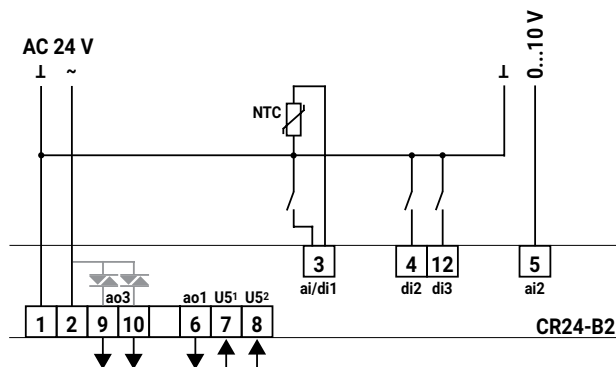 AC 24 V
⊥ ~
⊥ 0...10 V
NTC
3 4 12 5
ai/di1 di2 di3 ai2
ao3 ao1 U5¹ U5²
1 2 9 10 6 7 8
CR24-B2